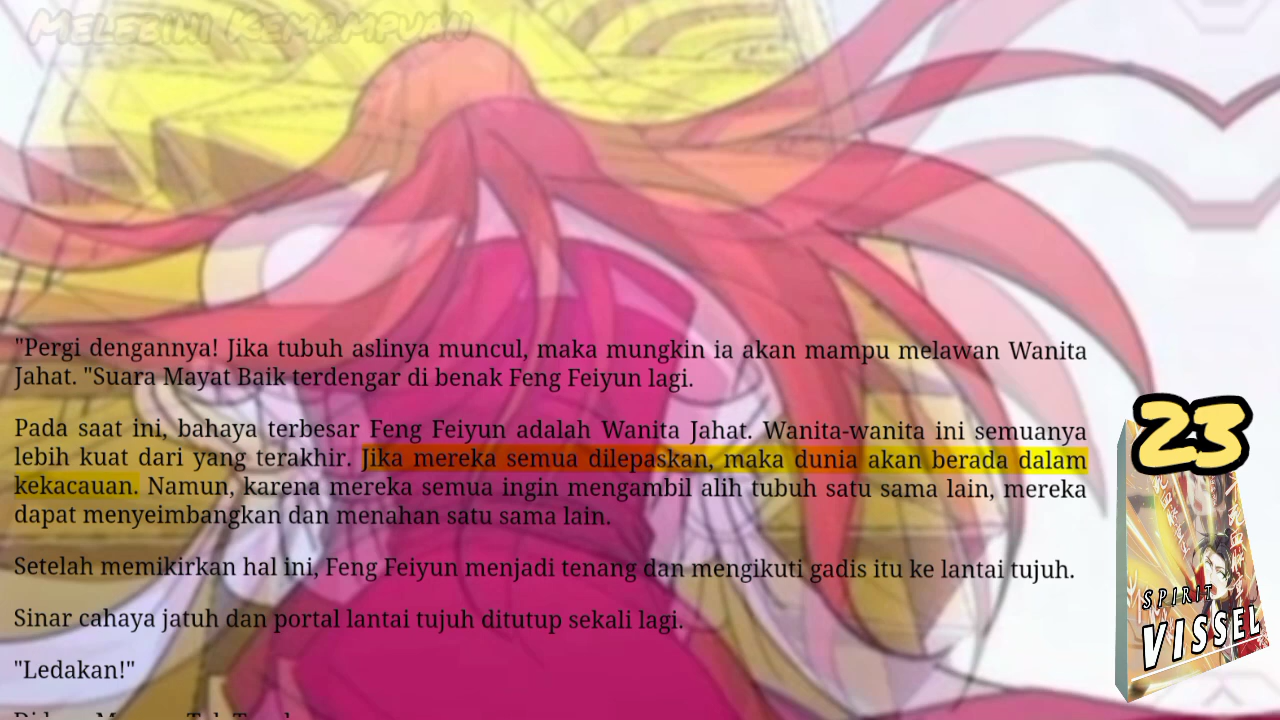 Melebihi Kemampuan
"Pergi dengannya! Jika tubuh aslinya muncul, maka mungkin ia akan mampu melawan Wanita
Jahat. "Suara Mayat Baik terdengar di benak Feng Feiyun lagi.
Pada saat ini, bahaya terbesar Feng Feiyun adalah Wanita Jahat. Wanita-wanita ini semuanya
lebih kuat dari yang terakhir. Jika mereka semua dilepaskan, maka dunia akan berada dalam
kekacauan. Namun, karena mereka semua ingin mengambil alih tubuh satu sama lain, mereka
dapat menyeimbangkan dan menahan satu sama lain.
Setelah memikirkan hal ini, Feng Feiyun menjadi tenang dan mengikuti gadis itu ke lantai tujuh.
Sinar cahaya jatuh dan portal lantai tujuh ditutup sekali lagi.
"Ledakan!"
23
SPIRIT
VISSEL